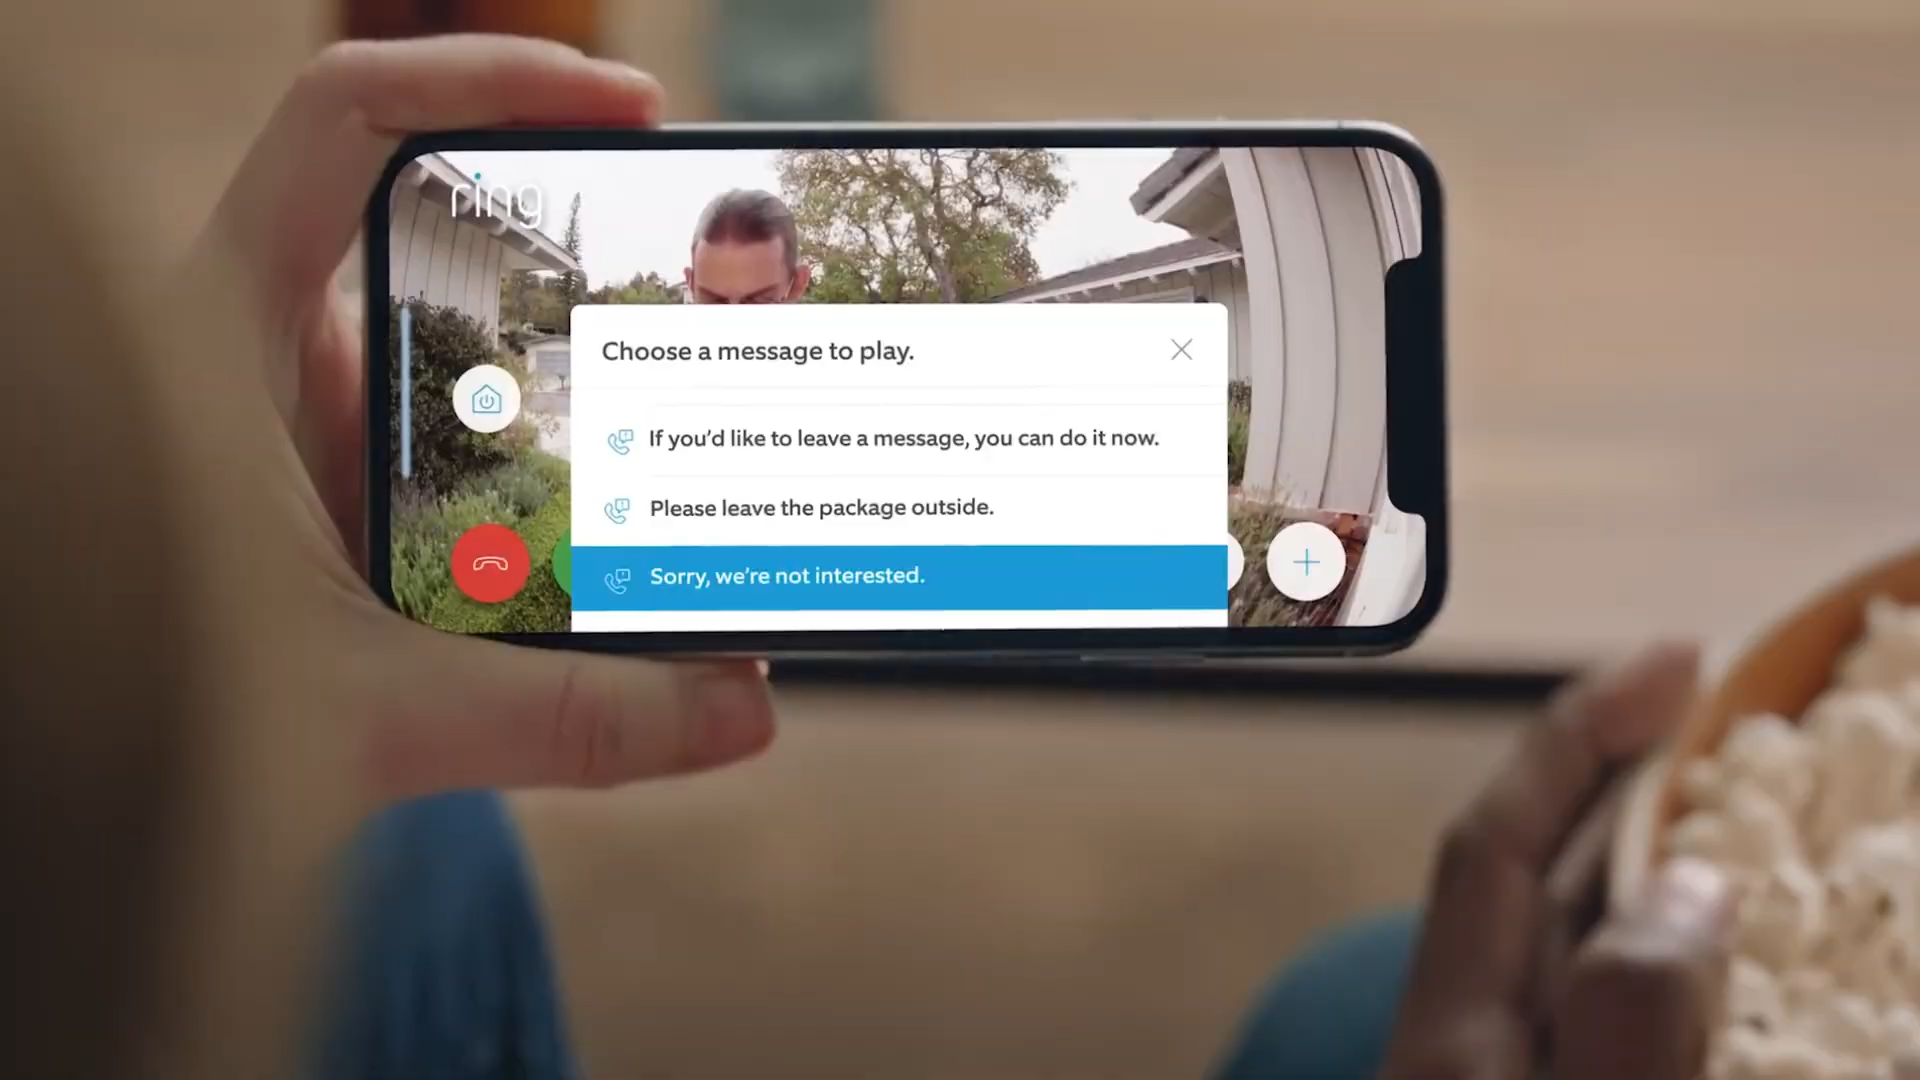 ring
Choose a message to play.
If you’d like to leave a message, you can do it now.
Please leave the package outside.
Sorry, we’re not interested.